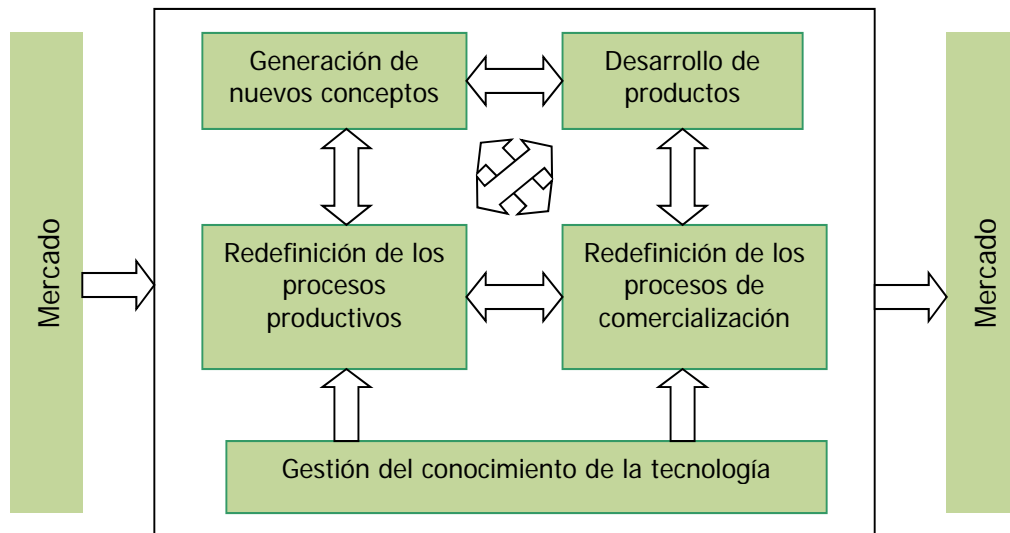 Mercado
Generación de
nuevos conceptos
Desarrollo de
productos
Redefinición de los
procesos
productivos
Redefinición de los
procesos de
comercialización
Gestión del conocimiento de la tecnología
Mercado